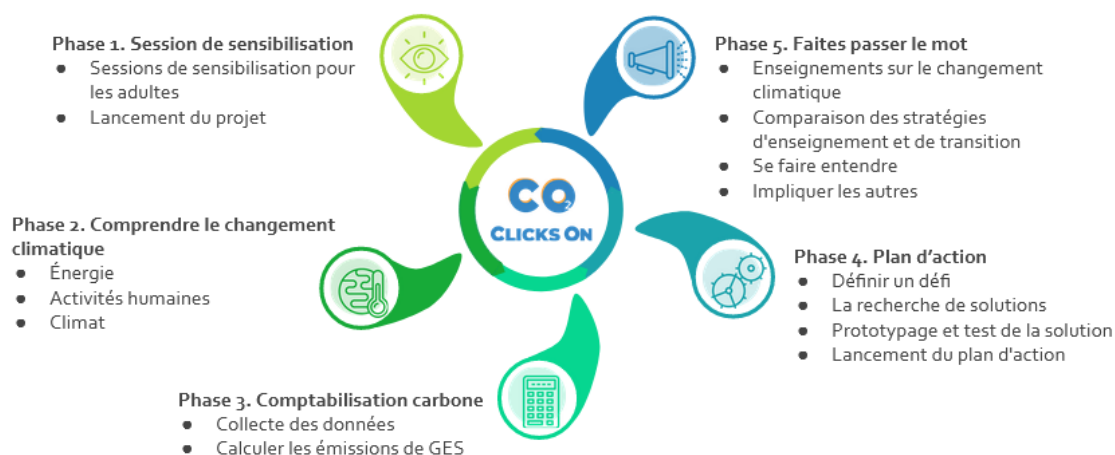 Phase 1. Session de sensibilisation
● Sessions de sensibilisation pour
les adultes
● Lancement du projet
Phase 2. Comprendre le changement
climatique
● Énergie
● Activités humaines
● Climat
Phase 3. Comptabilisation carbone
● Collecte des données
● Calculer les émissions de GES
Phase 4. Plan d’action
● Définir un défi
● La recherche de solutions
● Prototypage et test de la solution
● Lancement du plan d'action
Phase 5. Faites passer le mot
● Enseignements sur le changement
climatique
● Comparaison des stratégies
d'enseignement et de transition
● Se faire entendre
● Impliquer les autres
CO2
CLICKS ON